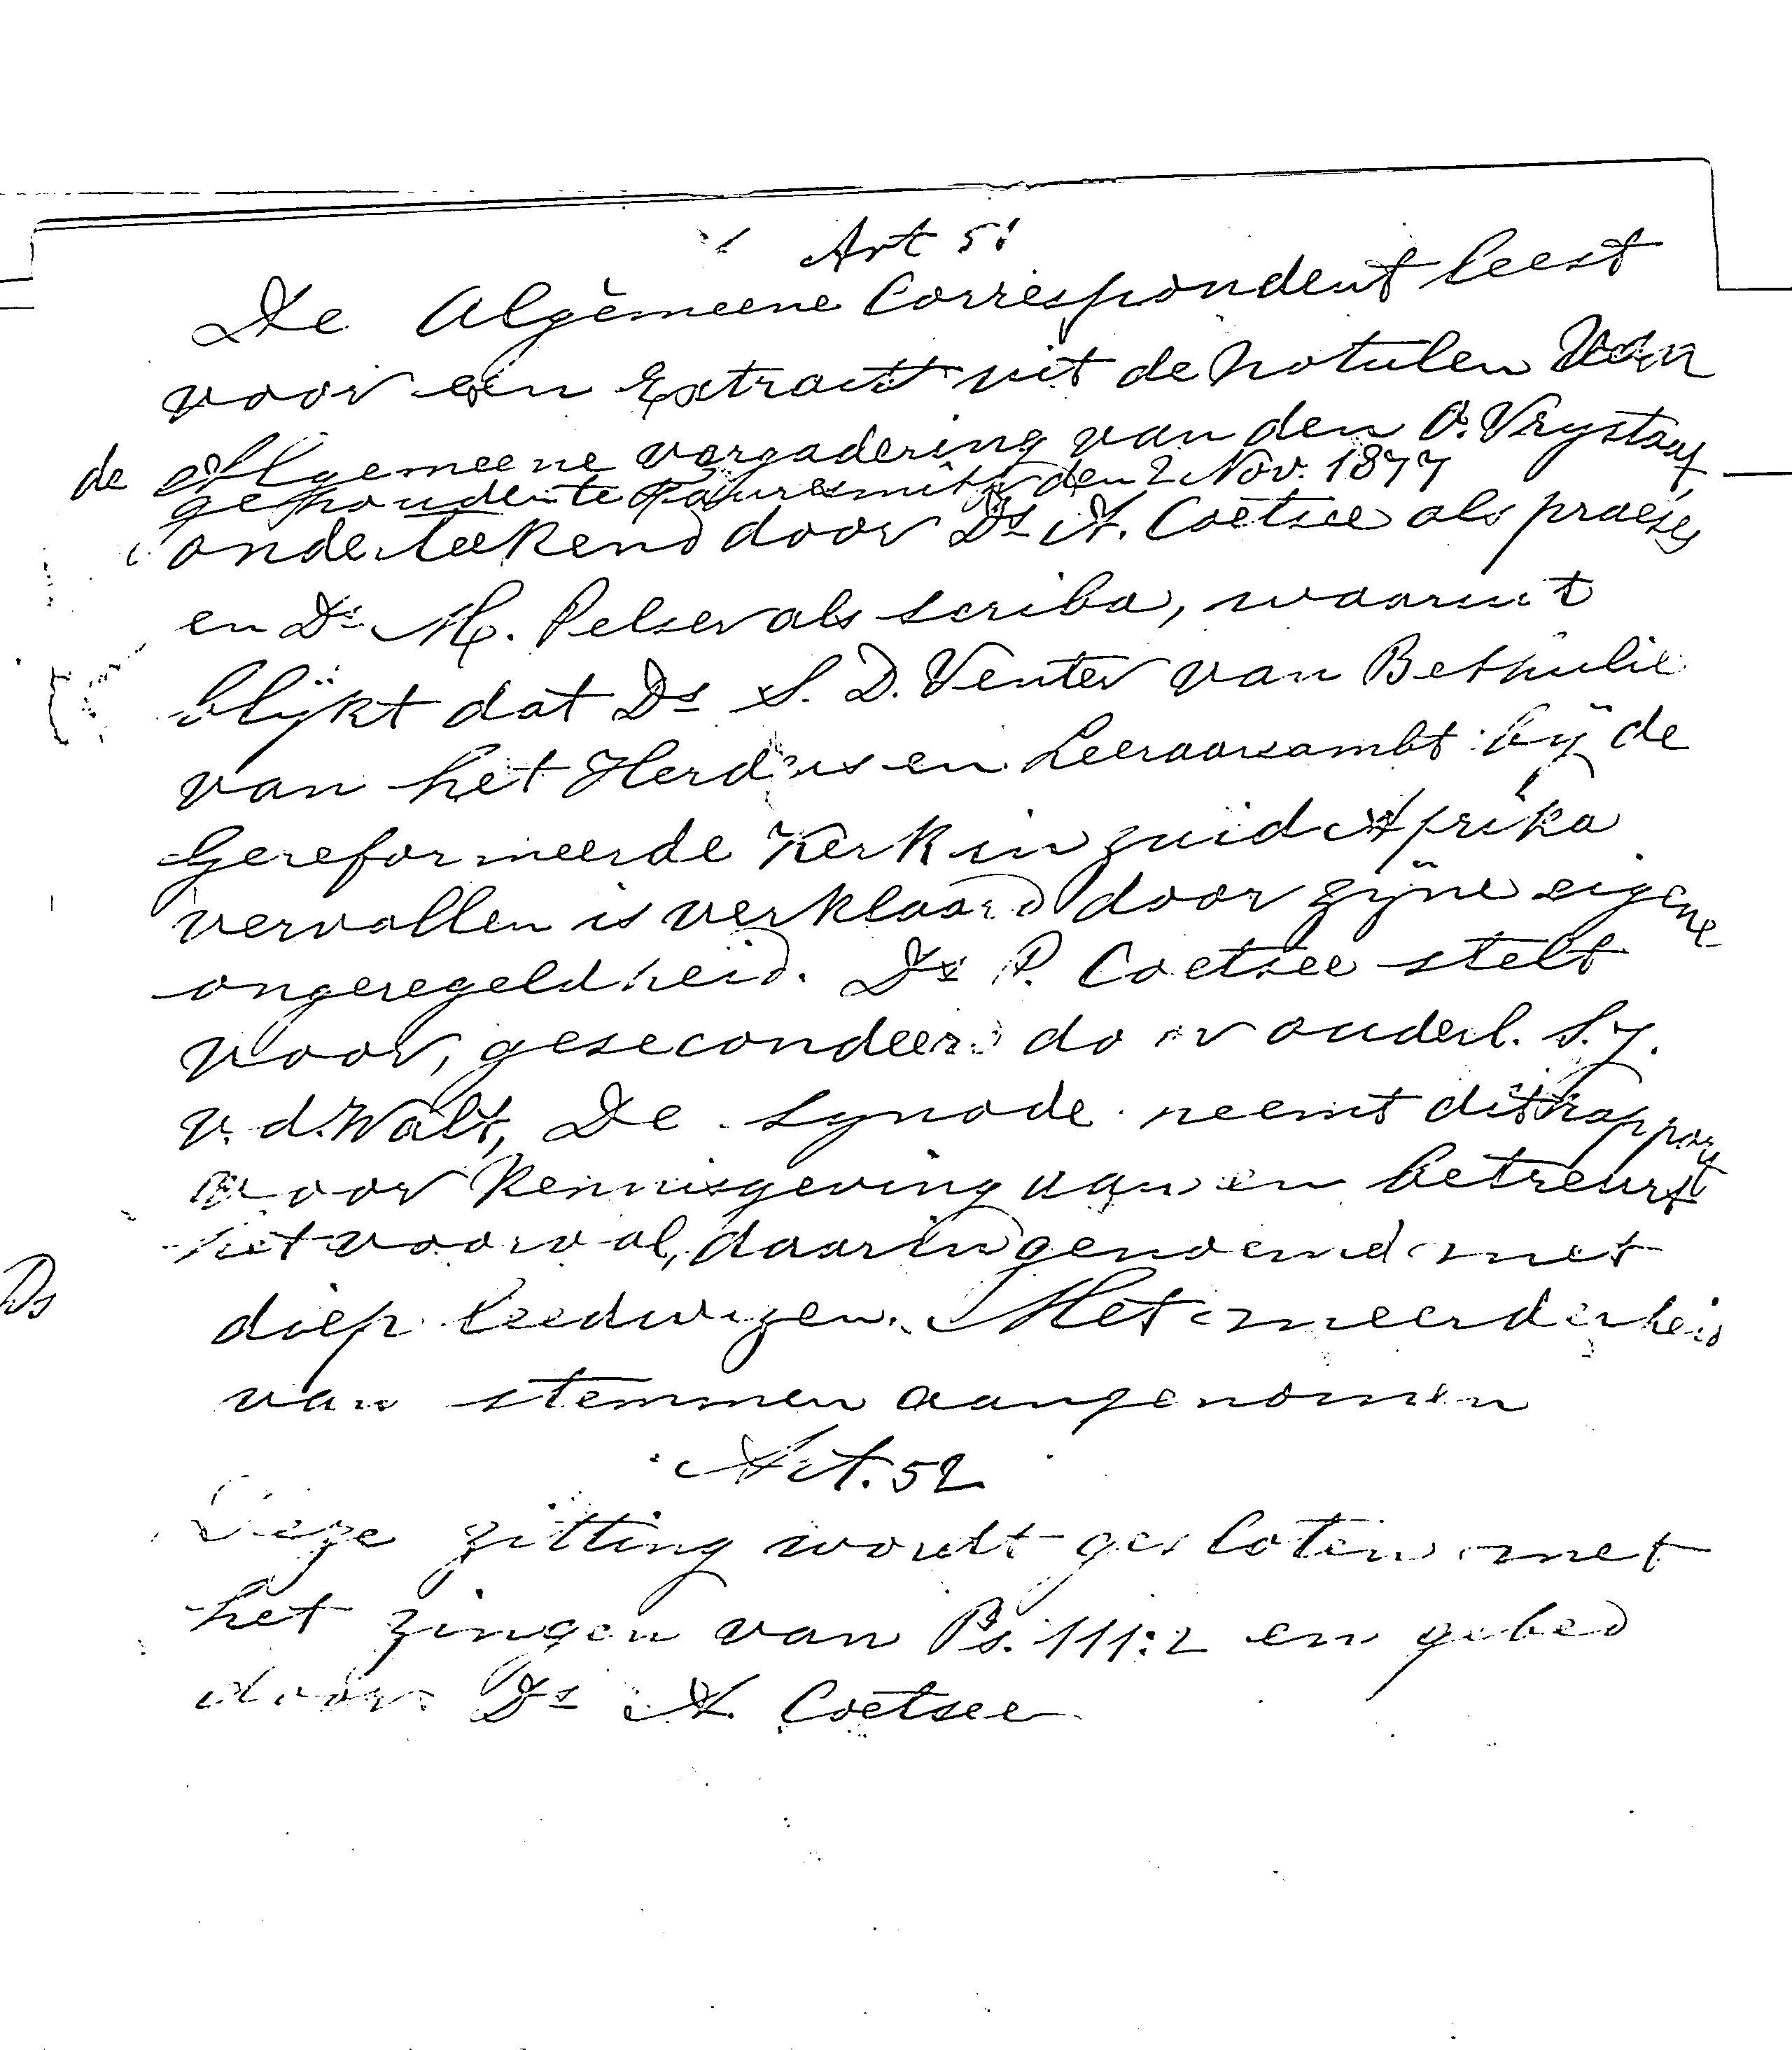 Art 51
De Algemeene Correspondent leest
voor een Extract uit de Notulen van
de Algemeene vergadering van den O. Vrystaat
gehouden te Fauresmith den 2 Nov. 1877
onderteekend door Ds A. Coetsee als praeses
en Ds M. Pelser als scriba, waaruit
blijkt dat Ds S. D. Venter van Bethulie
van het Herders en Leeraarsambt bij de
Gereformeerde Kerk in Zuid Afrika
vervallen is verklaard door zijne eigene
ongeregeldheid. Ds P. Coetsee stelt
voor, gesecondeerd door ouderl. S. J.
v. d. Walt, De Synode neemt dit rapport
voor kennisgeving aan en betreurt
het voorval, daarin genoemd met
diep leedwezen. Met meerderheid
van stemmen aangenomen
Art. 52
Deze zitting wordt gesloten met
het zingen van Ps. 111:2 en gebed
door Ds A. Coetsee
Ds